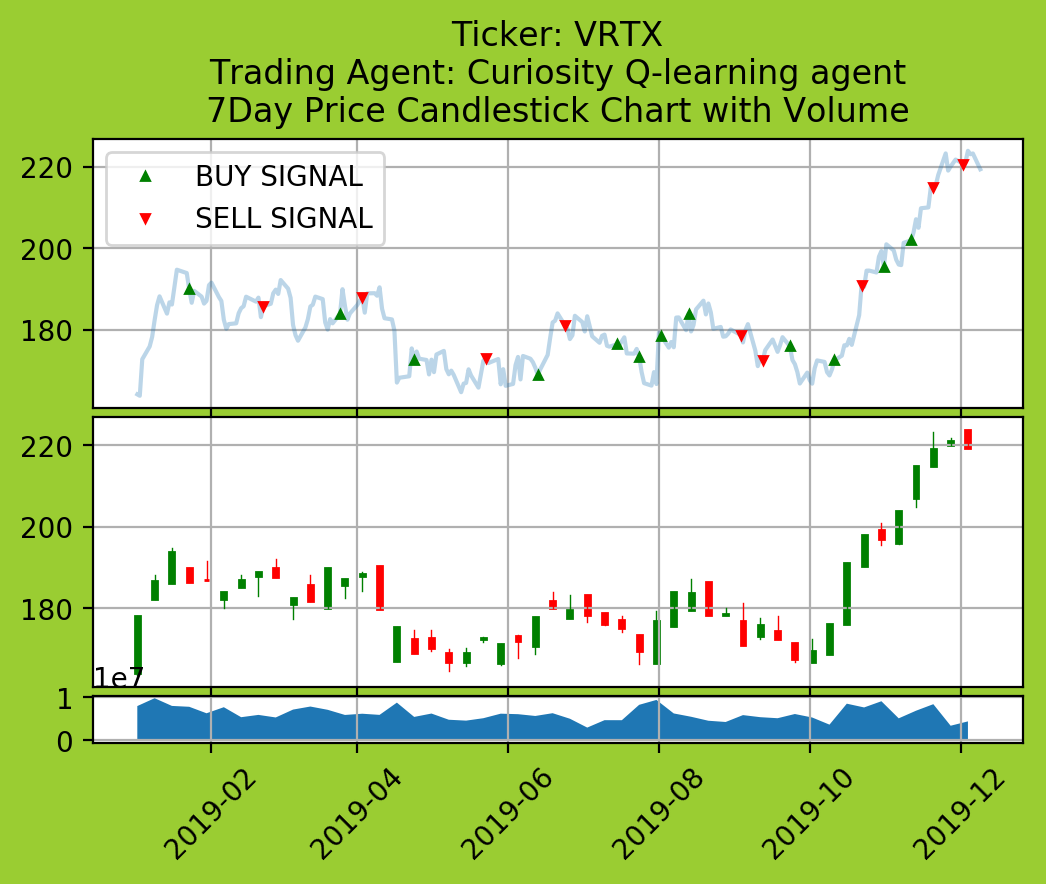 Ticker: VRTX
Trading Agent: Curiosity Q-learning agent
7Day Price Candlestick Chart with Volume
BUY SIGNAL
SELL SIGNAL
220
200
180
220
200
180
1e7
1
0
2019-02
2019-04
2019-06
2019-08
2019-10
2019-12